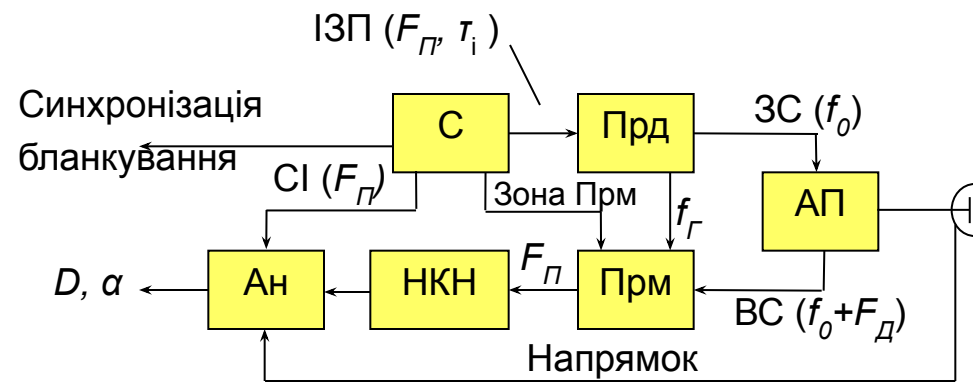 ІЗП (F_П, τ_i)
Синхронізація
бланкування
С
Прд
ЗС (f_0)
СІ (F_П)
Зона Прм
f_Г
АП
D, α
Ан
НКН
F_П
Прм
ВС (f_0+F_Д)
Напрямок